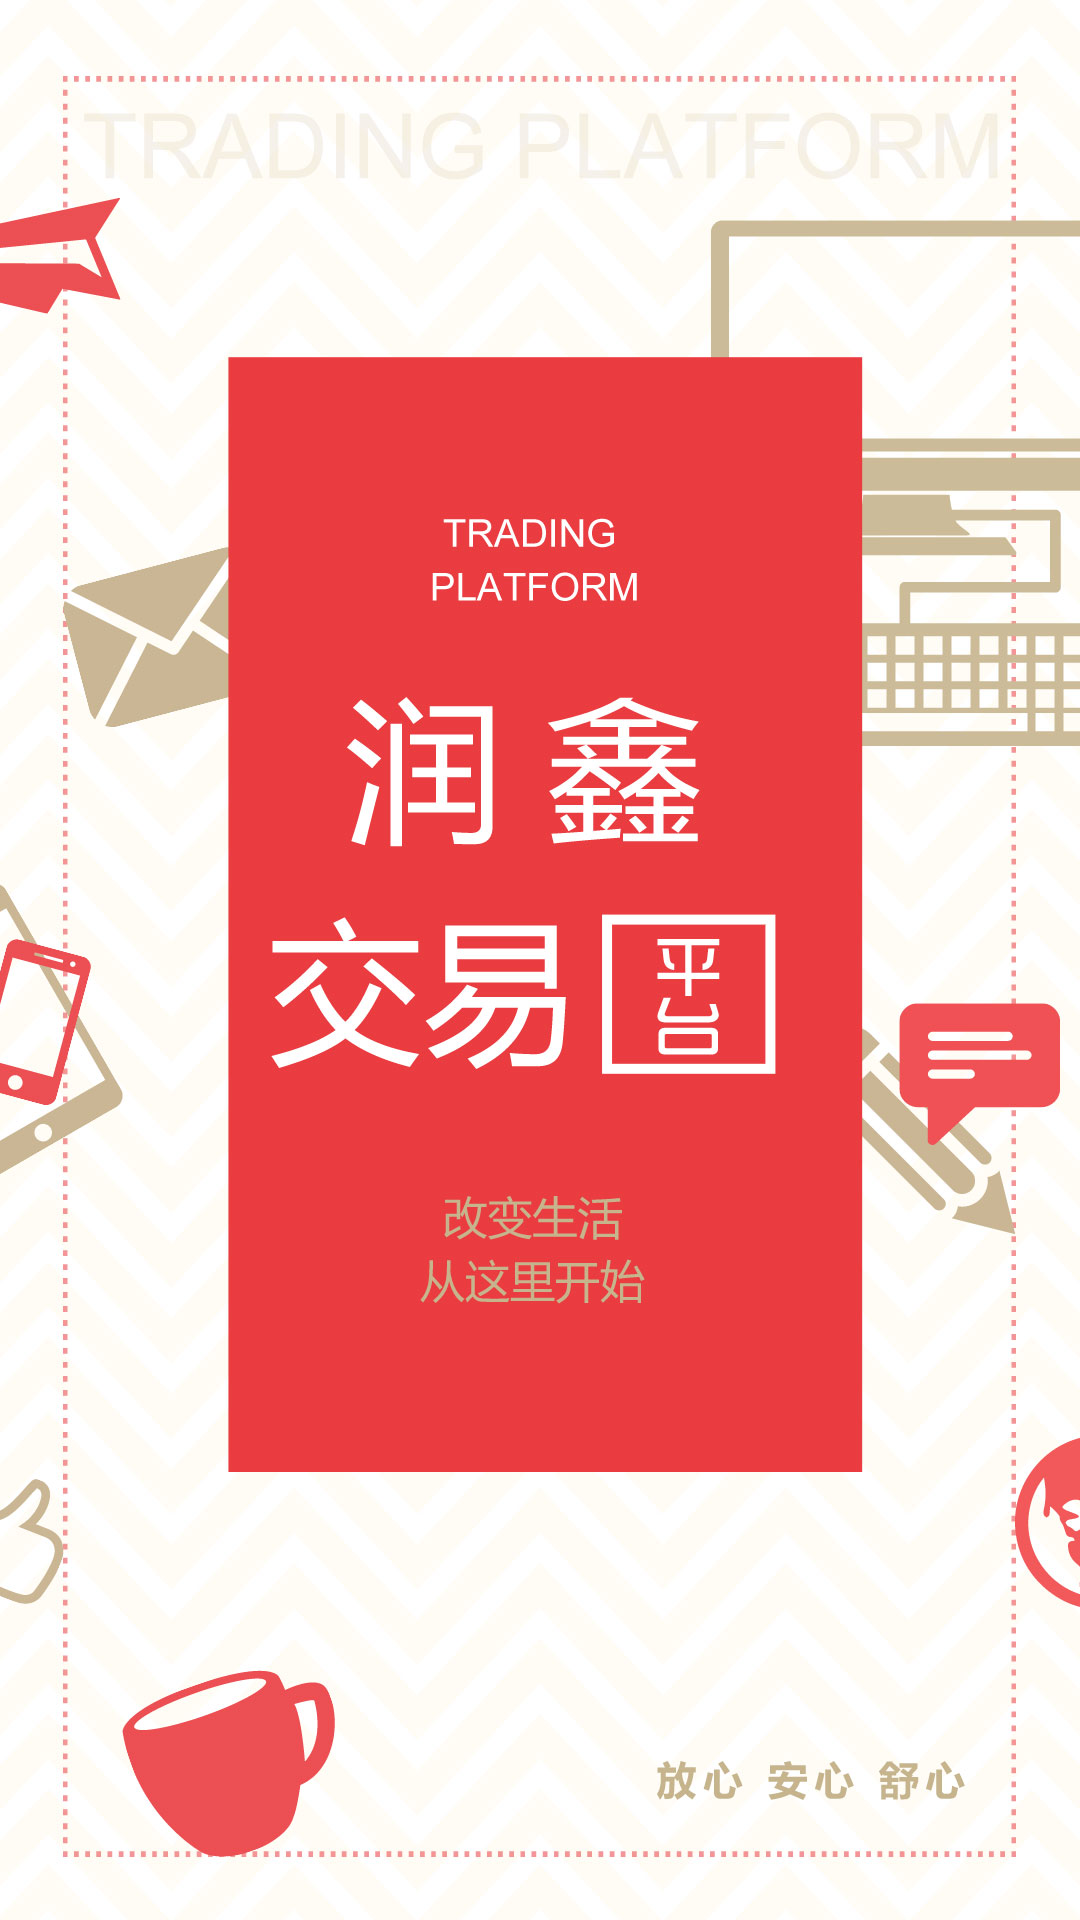 TRADING PLATFORM
TRADING
PLATFORM
润鑫
交易平台
改变生活
从这里开始
放心 安心 舒心